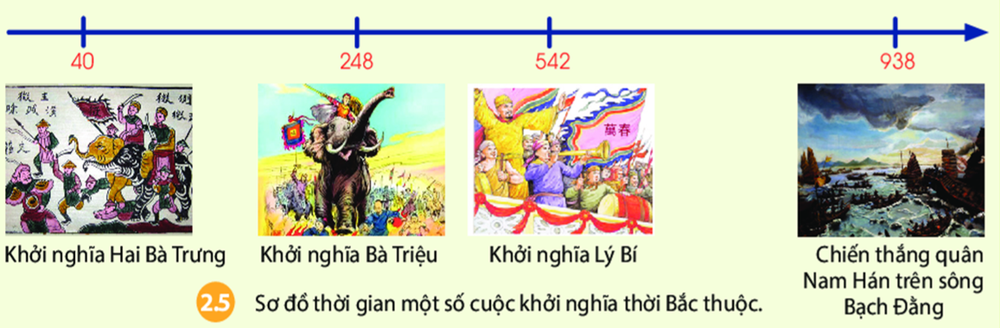 40
248
542
938
萬春
Khởi nghĩa Hai Bà Trưng
Khởi nghĩa Bà Triệu
Khởi nghĩa Lý Bí
Chiến thắng quân
Nam Hán trên sông
Bạch Đằng
2.5 Sơ đồ thời gian một số cuộc khởi nghĩa thời Bắc thuộc.